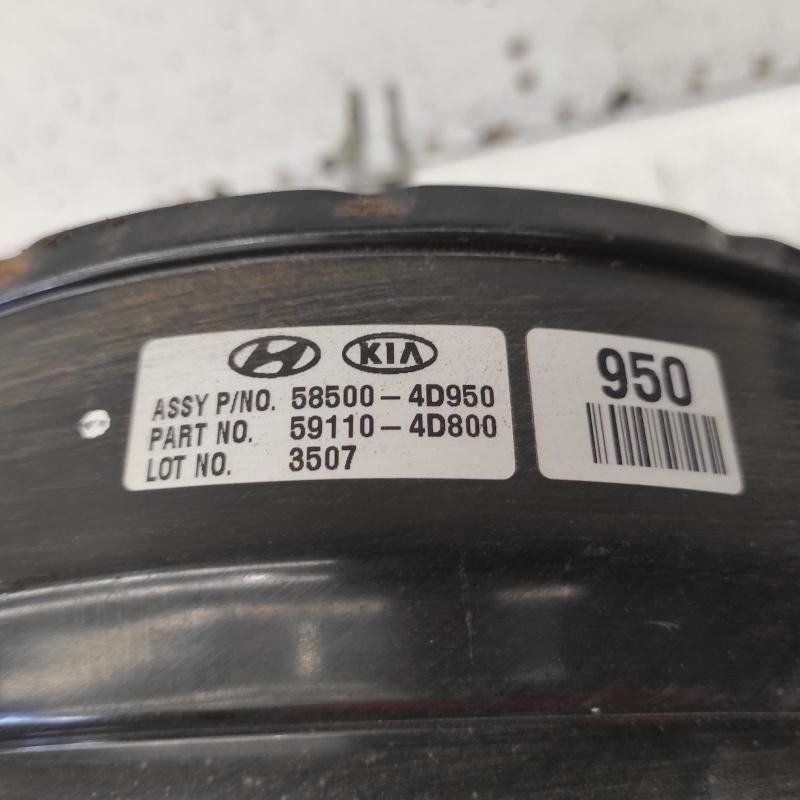 KIA
ASSY P/NO. 58500-4D950
PART NO. 59110-4D800
LOT NO. 3507
950